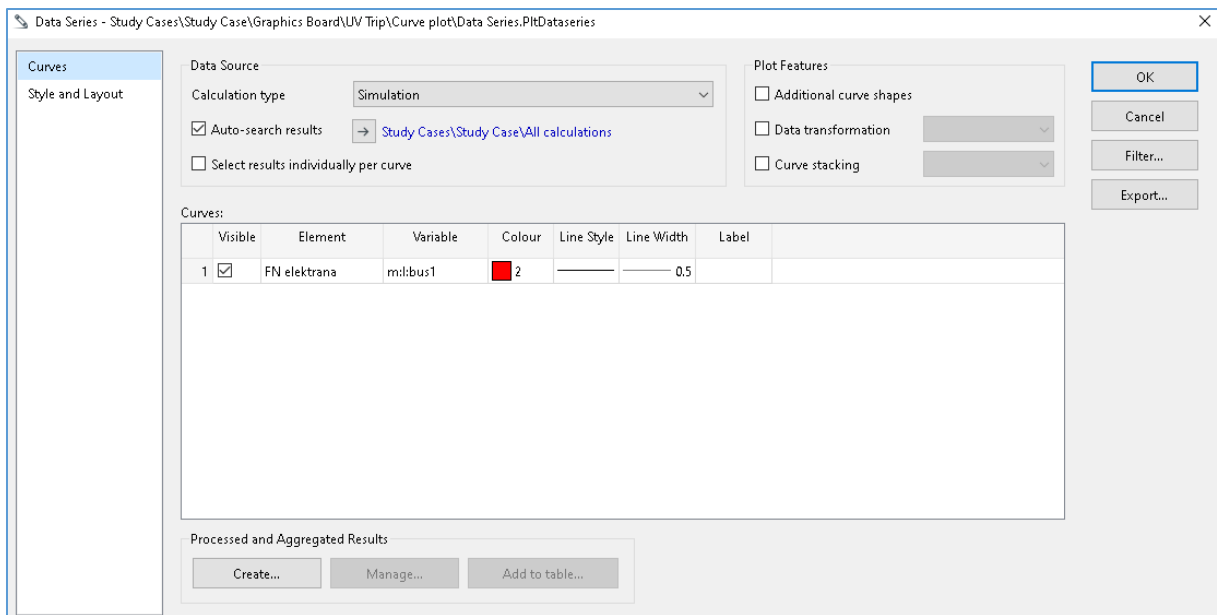 Data Series - Study Cases\Study Case\Graphics Board\UV Trip\Curve plot\Data Series.PltDataseries
Curves
Style and Layout
Data Source
Calculation type Simulation
Auto-search results Study Cases\Study Case\All calculations
Select results individually per curve
Plot Features
Additional curve shapes
Data transformation
Curve stacking
OK
Cancel
Filter...
Export...
Curves:
Visible Element Variable Colour Line Style Line Width Label
1 FN elektrana m:I:bus1 2 0.5
Processed and Aggregated Results
Create... Manage... Add to table...